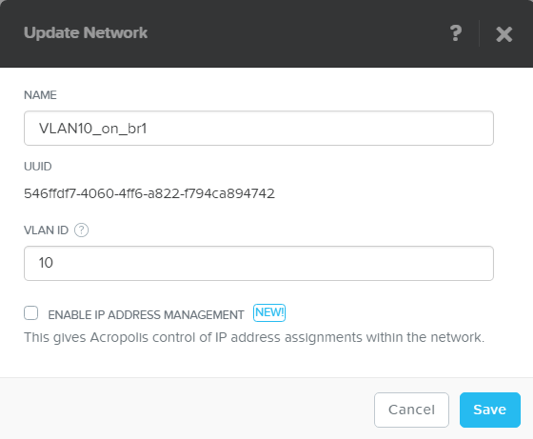 Update Network
?
NAME
VLAN10_on_br1
UUID
546ffdf7-4060-4ff6-a822-f794ca894742
VLAN ID ?
10
ENABLE IP ADDRESS MANAGEMENT NEW!
This gives Acropolis control of IP address assignments within the network.
Cancel Save